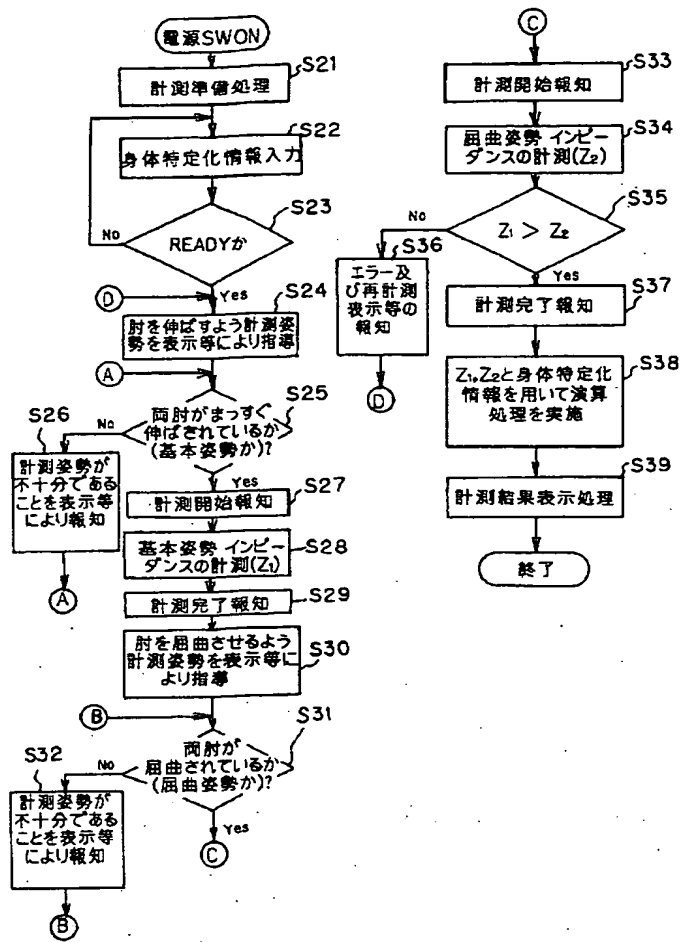 電源SWON
S21
計測準備処理
S22
身体特定化情報入力
S23
No
READYか
D
Yes
S24
肘を伸ばすよう計測姿
勢を表示等により指導
A
S25
両肘がまっすぐ
伸ばされているか
(基本姿勢か)?
No
S26
計測姿勢が
不十分である
ことを表示等
により報知
A
Yes
S27
計測開始報知
S28
基本姿勢 インピー
ダンスの計測(Z1)
S29
計測完了報知
S30
肘を屈曲させるよう
計測姿勢を表示等に
より指導
B
S31
両肘が
屈曲されているか
(屈曲姿勢か)?
No
S32
計測姿勢が
不十分である
ことを表示等
により報知
B
Yes
C
C
S33
計測開始報知
S34
屈曲姿勢 インピー
ダンスの計測(Z2)
S35
Z1 > Z2
No
S36
エラー及
び再計測
表示等の
報知
D
Yes
S37
計測完了報知
S38
Z1,Z2と身体特定化
情報を用いて演算
処理を実施
S39
計測結果表示処理
終了